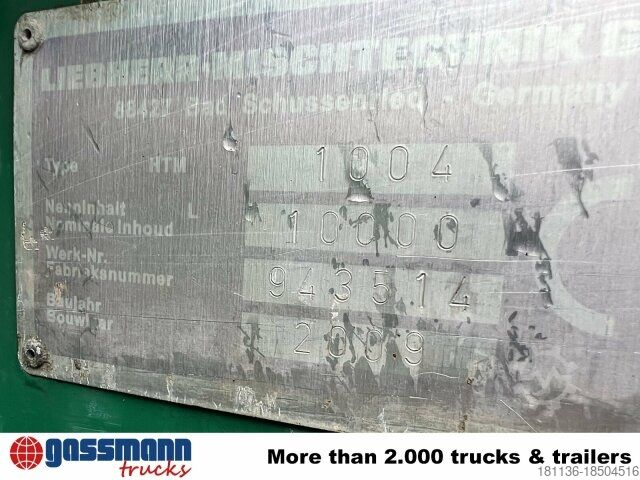 LIEBHERR-MISCHTECHNIK G
88427 Bad Schussenried - Germany
Type HTM 1004
Nenninhalt L
Nominale Inhoud 10000
Werk-Nr.
Fabrieksnummer 943514
Baujahr
Bouwjaar 2009
gassmann trucks
More than 2.000 trucks & trailers
181136-18504516